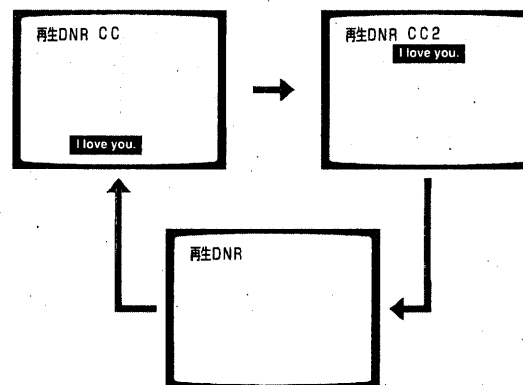 再生DNR CC
I love you.
再生DNR CC2
I love you.
再生DNR